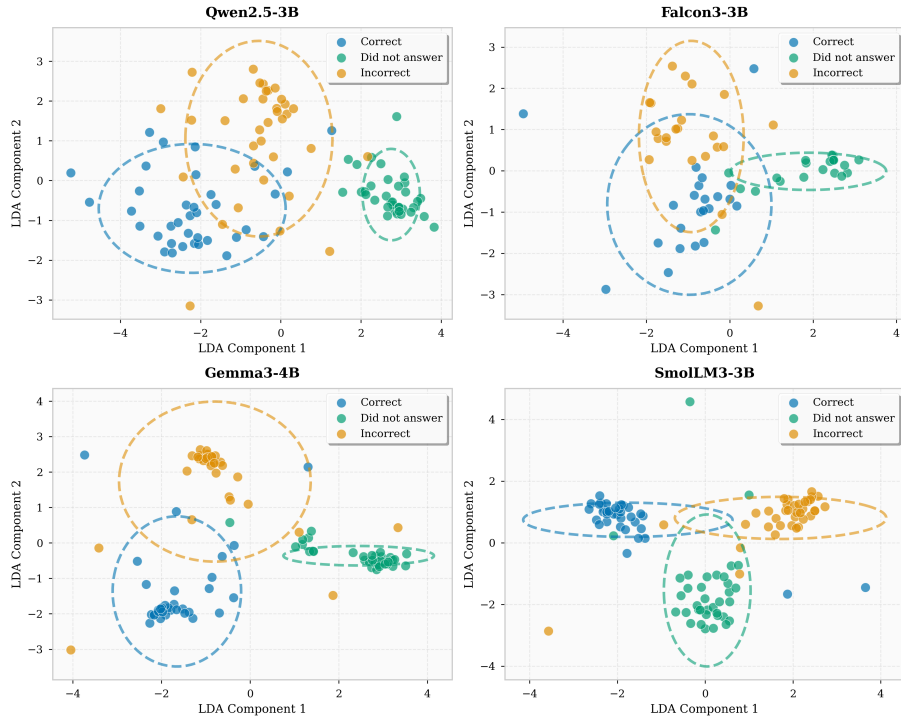 Qwen2.5-3B
Correct
Did not answer
Incorrect
3
2
1
0
−1
−2
−3
−4
−2
0
2
4
LDA Component 2
LDA Component 1
Falcon3-3B
Correct
Did not answer
Incorrect
3
2
1
0
−1
−2
−3
−4
−2
0
2
4
LDA Component 2
LDA Component 1
Gemma3-4B
Correct
Did not answer
Incorrect
4
3
2
1
0
−1
−2
−3
−4
−2
0
2
4
LDA Component 2
LDA Component 1
SmolLM3-3B
Correct
Did not answer
Incorrect
4
2
0
−2
−4
−4
−2
0
2
4
LDA Component 2
LDA Component 1